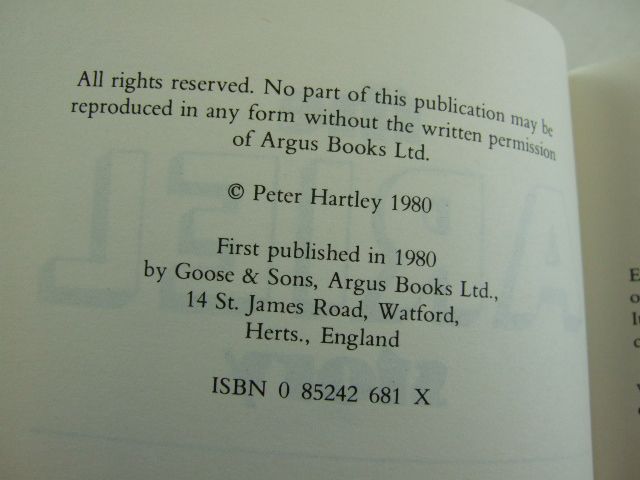 All rights reserved. No part of this publication may be
reproduced in any form without the written permission
of Argus Books Ltd.
© Peter Hartley 1980
First published in 1980
by Goose & Sons, Argus Books Ltd.,
14 St. James Road, Watford,
Herts., England
ISBN 0 85242 681 X